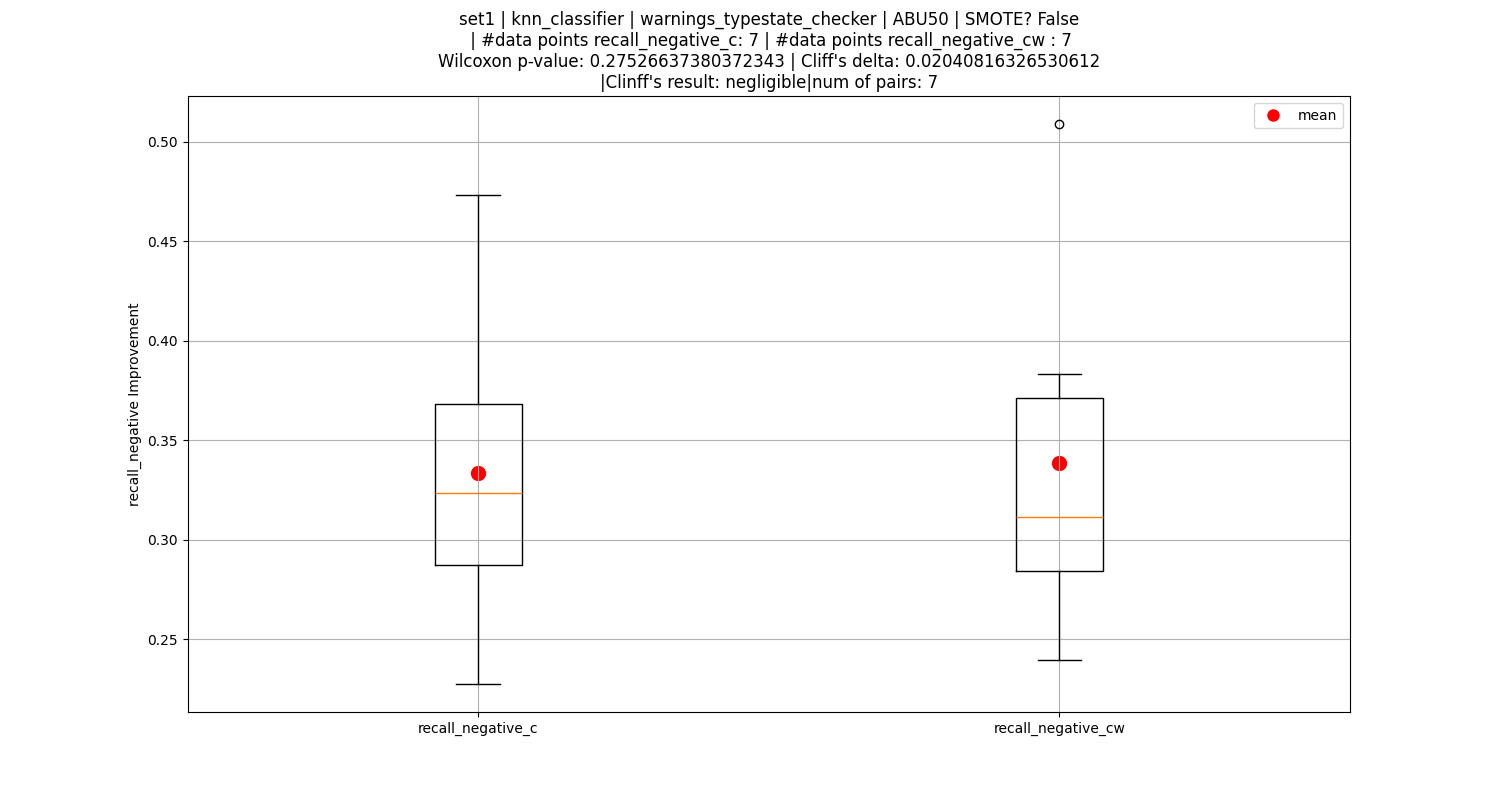 set1 | knn_classifier | warnings_typestate_checker | ABU50 | SMOTE? False
| #data points recall_negative_c: 7 | #data points recall_negative_cw : 7
Wilcoxon p-value: 0.27526637380372343 | Cliff's delta: 0.02040816326530612
|Clinff's result: negligible|num of pairs: 7
mean
recall_negative Improvement
0.50
0.45
0.40
0.35
0.30
0.25
recall_negative_c
recall_negative_cw